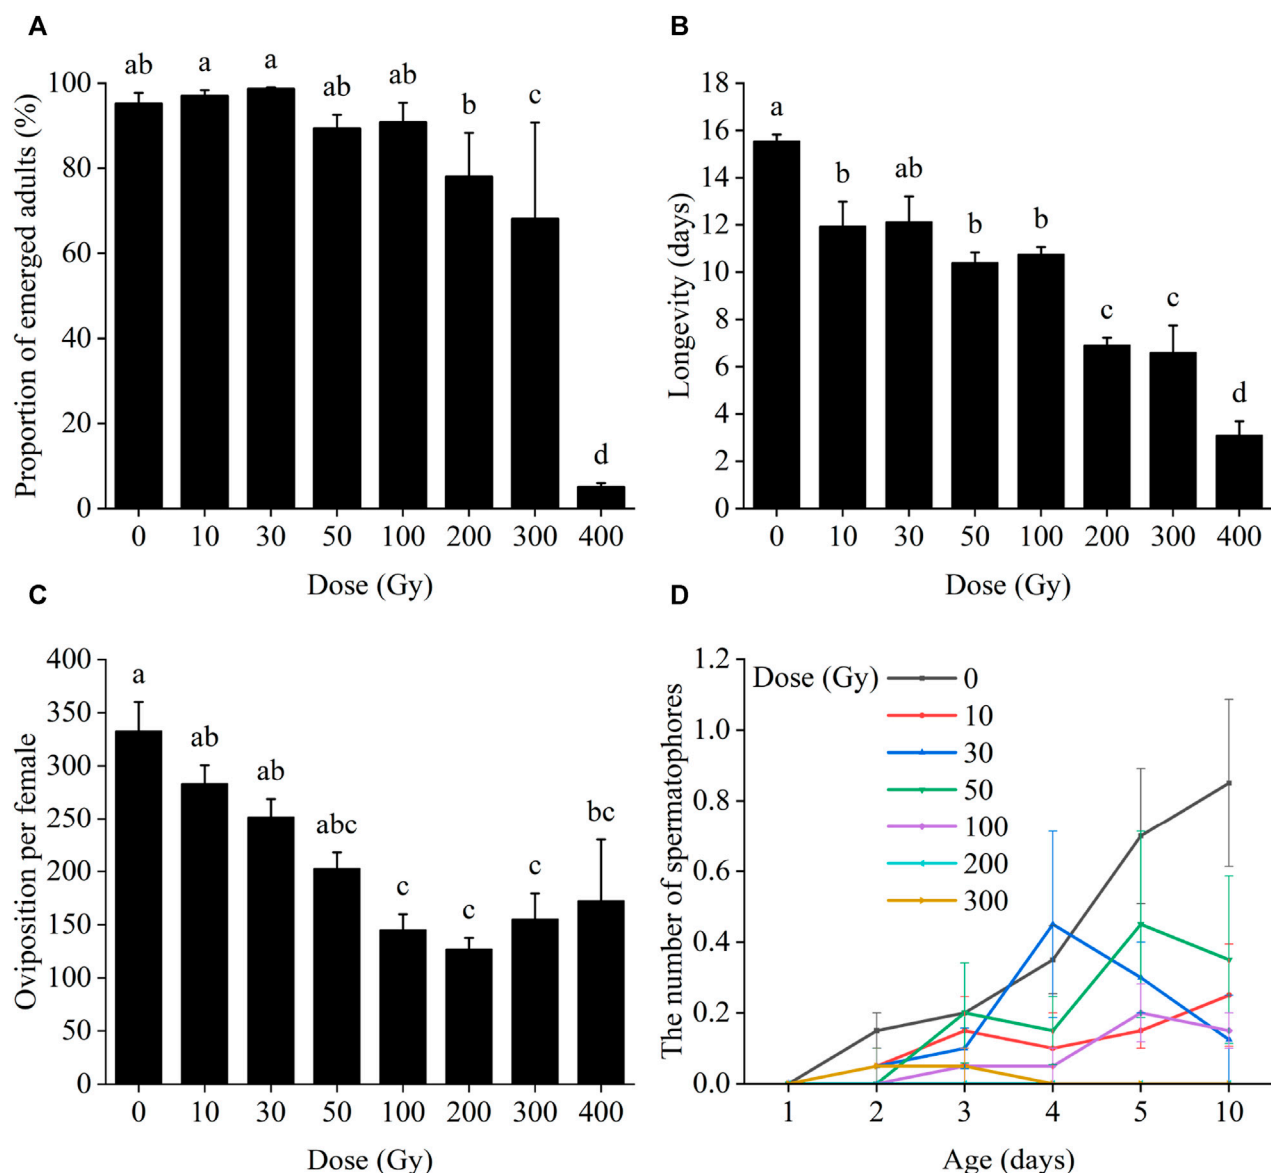 A
Proportion of emerged adults (%)
100
80
60
40
20
0
ab a a ab ab b c d
0 10 30 50 100 200 300 400
Dose (Gy)
B
Longevity (days)
18
16
14
12
10
8
6
4
2
0
a b ab b b c c d
0 10 30 50 100 200 300 400
Dose (Gy)
C
Oviposition per female
400
350
300
250
200
150
100
50
0
a ab ab abc c c c bc
0 10 30 50 100 200 300 400
Dose (Gy)
D
The number of spermatophores
1.2
1.0
0.8
0.6
0.4
0.2
0.0
Dose (Gy) 0
10
30
50
100
200
300
1 2 3 4 5 10
Age (days)